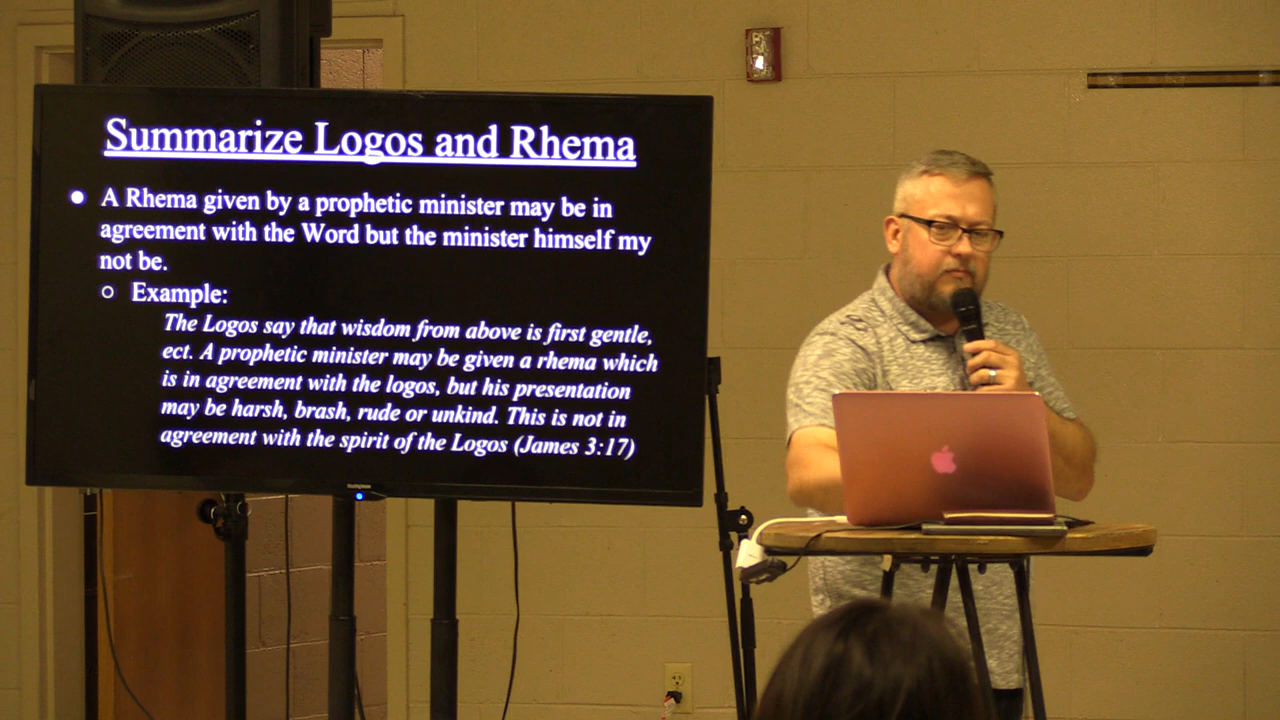 Summarize Logos and Rhema
● A Rhema given by a prophetic minister may be in
agreement with the Word but the minister himself my
not be.
○ Example:
The Logos say that wisdom from above is first gentle,
ect. A prophetic minister may be given a rhema which
is in agreement with the logos, but his presentation
may be harsh, brash, rude or unkind. This is not in
agreement with the spirit of the Logos (James 3:17)